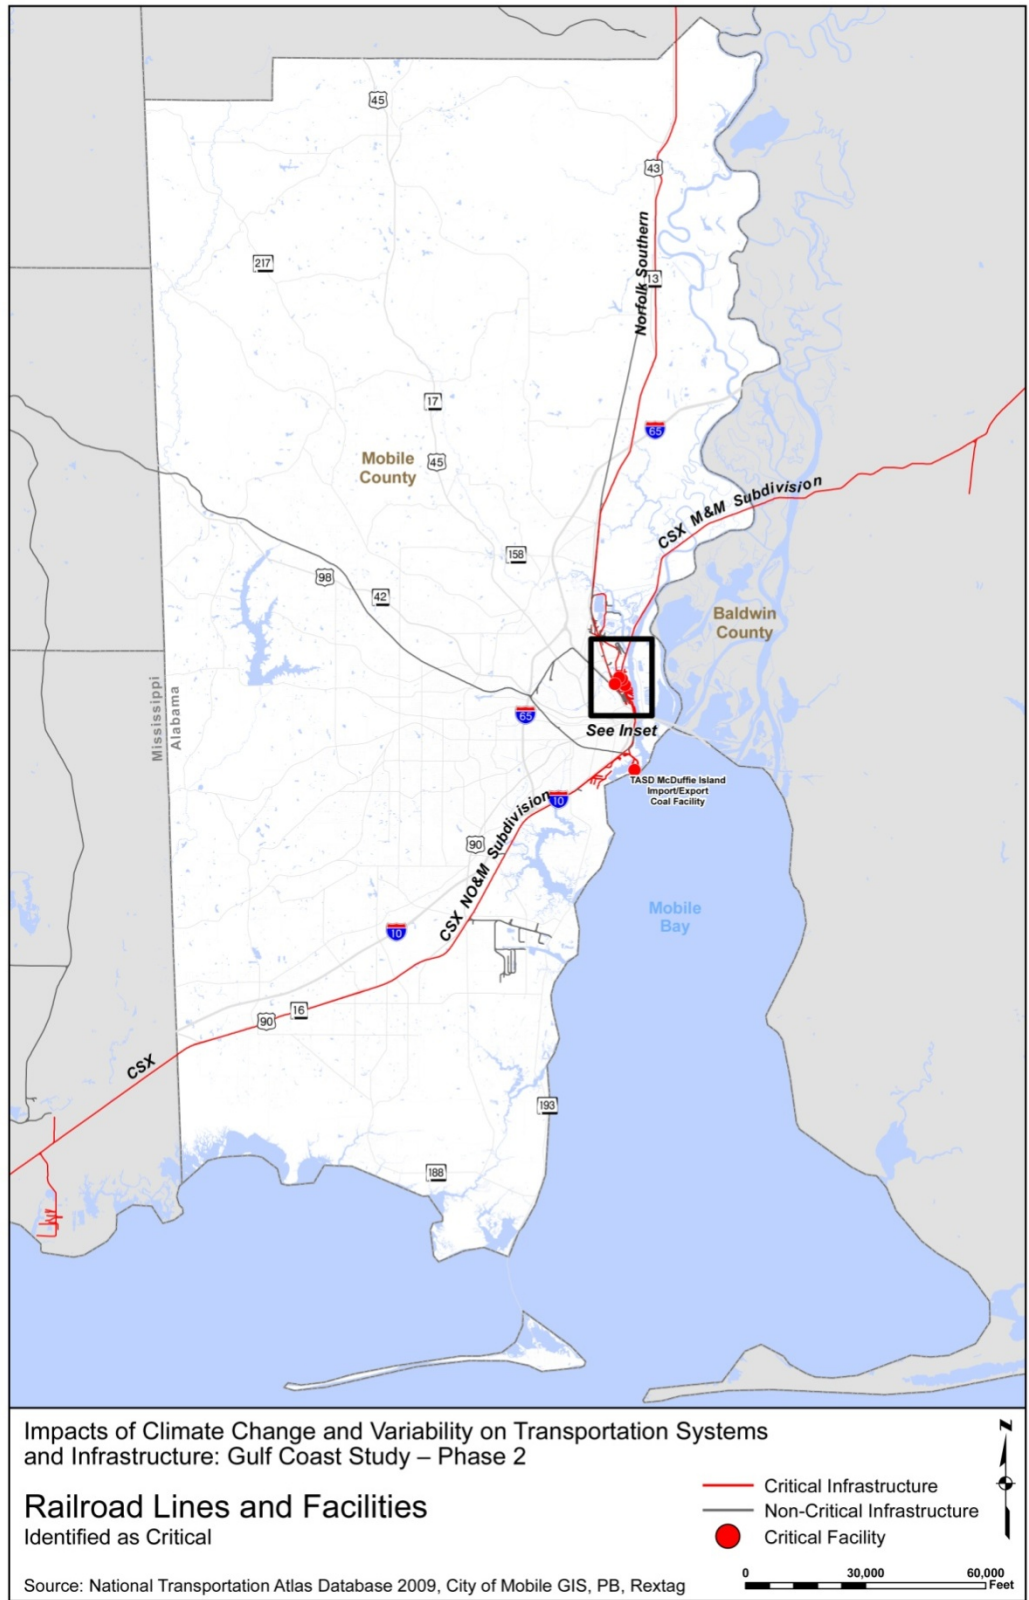 45
43
217
Norfolk Southern
13
17
65
Mobile
County
45
CSX M&M Subdivision
158
98
42
Baldwin
County
Mississippi
Alabama
65
See Inset
TASD McDuffie Island
Import/Export
Coal Facility
10
90
CSX NO&M Subdivision
Mobile
Bay
10
16
90
CSX
193
188
Impacts of Climate Change and Variability on Transportation Systems
and Infrastructure: Gulf Coast Study – Phase 2
N
Railroad Lines and Facilities
Identified as Critical
Critical Infrastructure
Non-Critical Infrastructure
Critical Facility
Source: National Transportation Atlas Database 2009, City of Mobile GIS, PB, Rextag
0 30,000 60,000
Feet